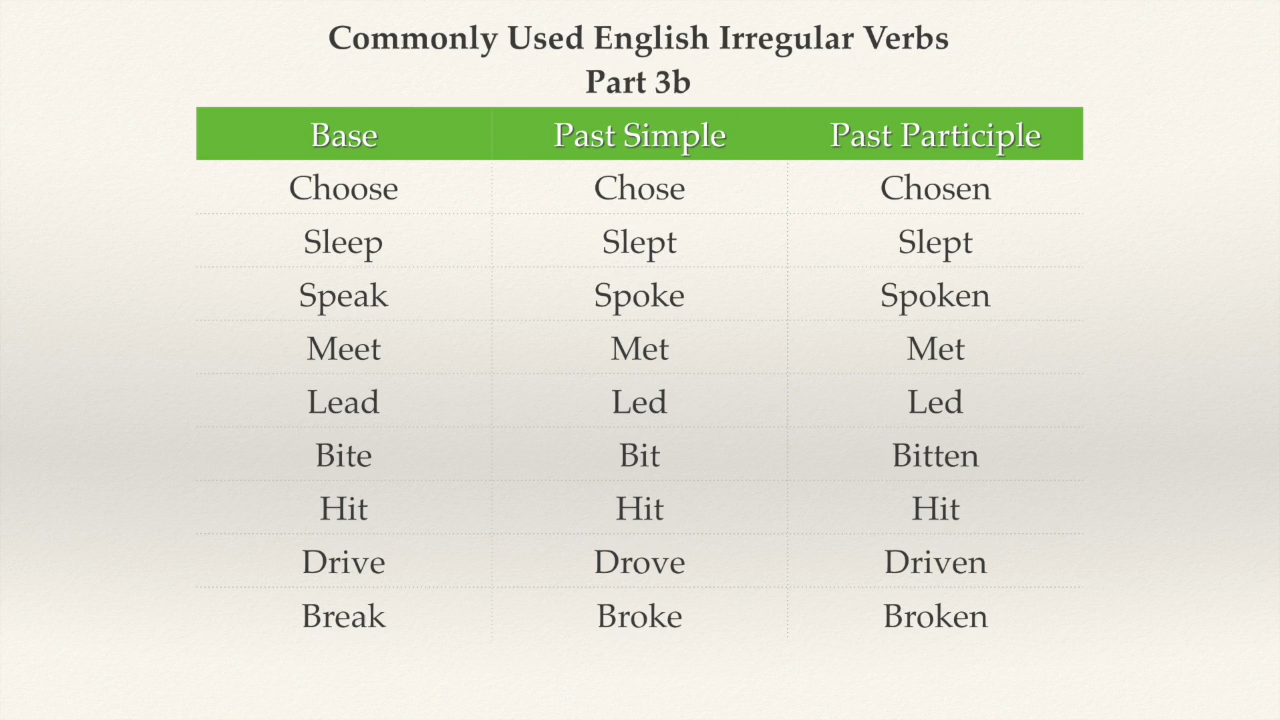 Commonly Used English Irregular Verbs
Part 3b
Base Past Simple Past Participle
Choose Chose Chosen
Sleep Slept Slept
Speak Spoke Spoken
Meet Met Met
Lead Led Led
Bite Bit Bitten
Hit Hit Hit
Drive Drove Driven
Break Broke Broken